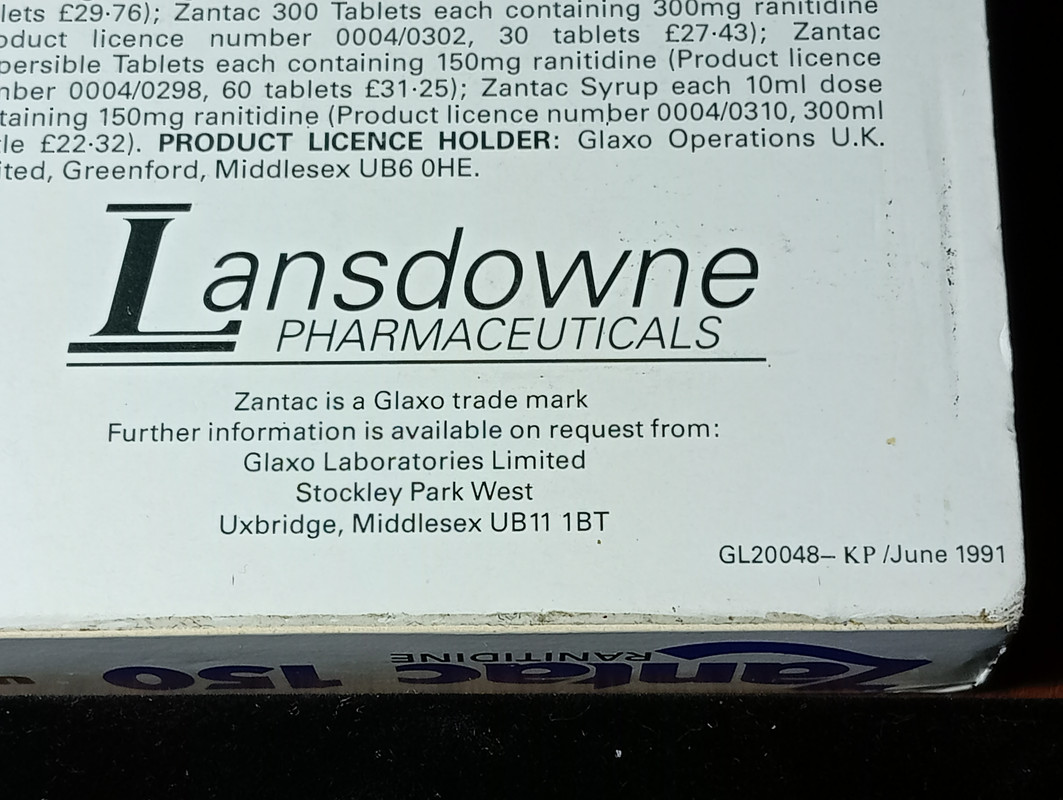 lets £29·76); Zantac 300 Tablets each containing 300mg ranitidine
oduct licence number 0004/0302, 30 tablets £27·43); Zantac
persible Tablets each containing 150mg ranitidine (Product licence
mber 0004/0298, 60 tablets £31·25); Zantac Syrup each 10ml dose
taining 150mg ranitidine (Product licence number 0004/0310, 300ml
tle £22·32). PRODUCT LICENCE HOLDER: Glaxo Operations U.K.
ited, Greenford, Middlesex UB6 0HE.
Lansdowne
PHARMACEUTICALS
Zantac is a Glaxo trade mark
Further information is available on request from:
Glaxo Laboratories Limited
Stockley Park West
Uxbridge, Middlesex UB11 1BT
GL20048– KP /June 1991
Zantac 150
RANITIDINE